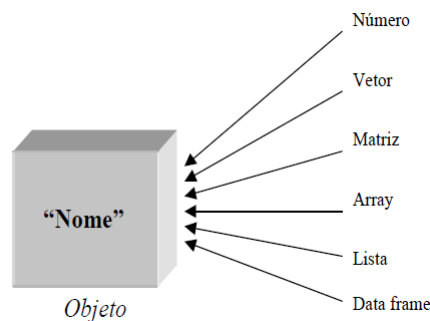 Número
Vetor
Matriz
“Nome”
Array
Lista
Objeto
Data frame